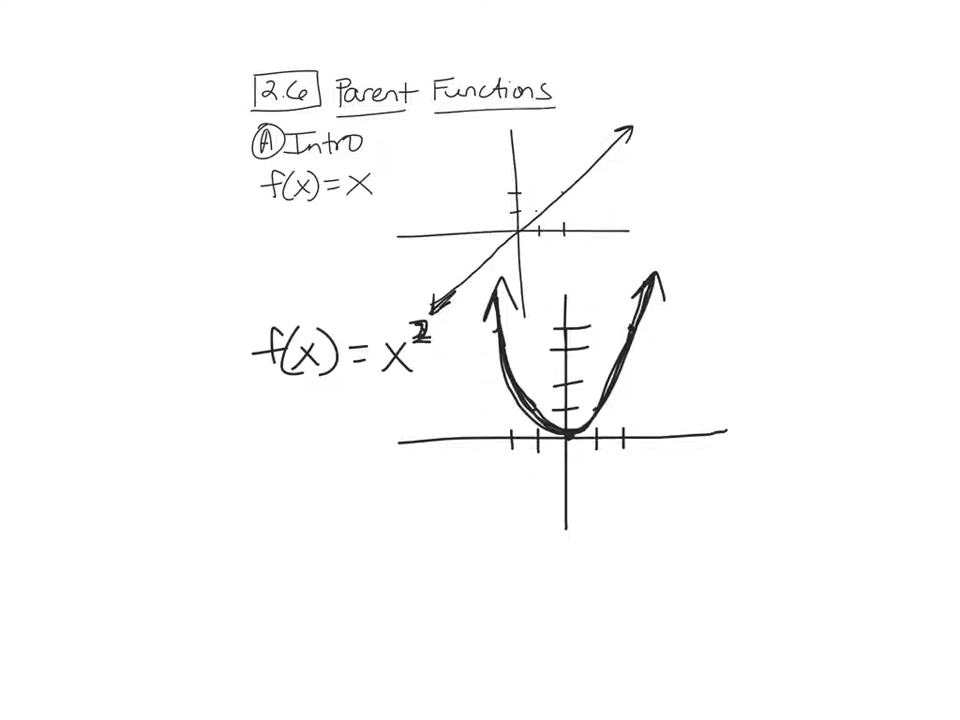 2.6 Parent Functions
A Intro
f(x) = x
f(x) = x²